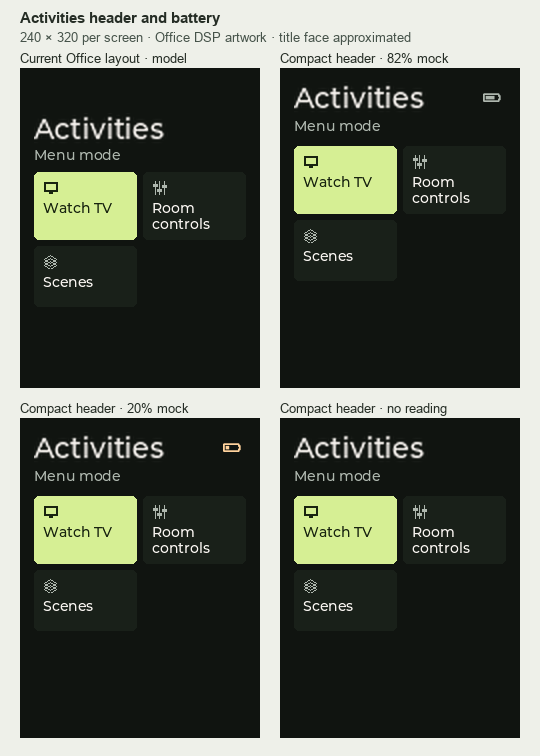 Activities header and battery
240 × 320 per screen · Office DSP artwork · title face approximated
Current Office layout · model
Activities
Menu mode
Watch TV
Room
controls
Scenes
Compact header · 82% mock
Activities
Menu mode
Watch TV
Room
controls
Scenes
Compact header · 20% mock
Activities
Menu mode
Watch TV
Room
controls
Scenes
Compact header · no reading
Activities
Menu mode
Watch TV
Room
controls
Scenes